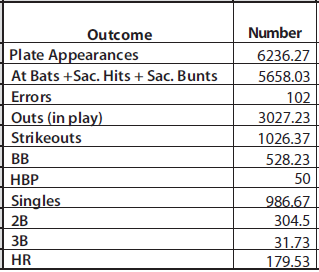 Outcome Number
Plate Appearances 6236.27
At Bats +Sac. Hits + Sac. Bunts 5658.03
Errors 102
Outs (in play) 3027.23
Strikeouts 1026.37
BB 528.23
HBP 50
Singles 986.67
2B 304.5
3B 31.73
HR 179.53